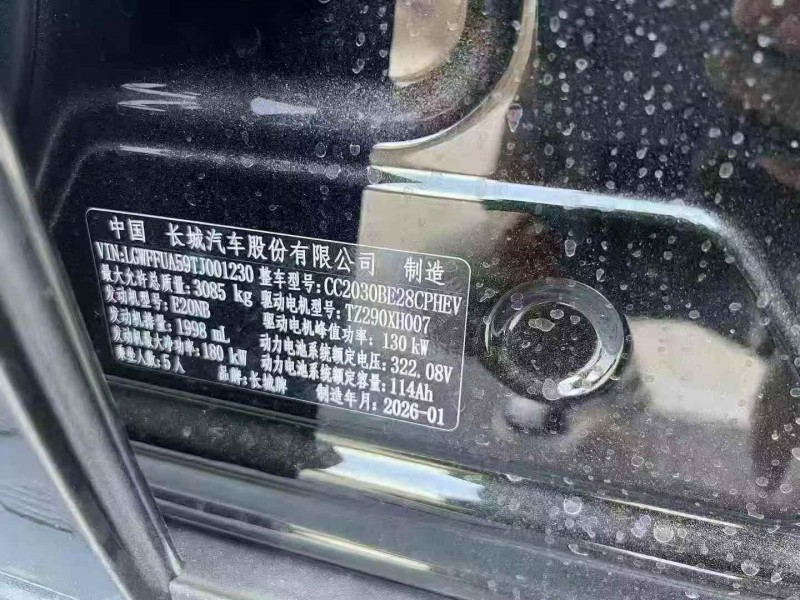 中国 长城汽车股份有限公司 制造
VIN:LGWFFUA59TJ001230 整车型号:CC2030BE28CPHEV
最大允许总质量:3085 kg 驱动电机型号:TZ290XH007
发动机型号:E20NB 驱动电机峰值功率:130 kW
发动机排量:1998 mL 动力电池系统额定电压:322.08V
发动机最大净功率:180 kW 动力电池系统额定容量:114Ah
乘坐人数:5人 品牌:长城牌 制造年月:2026-01